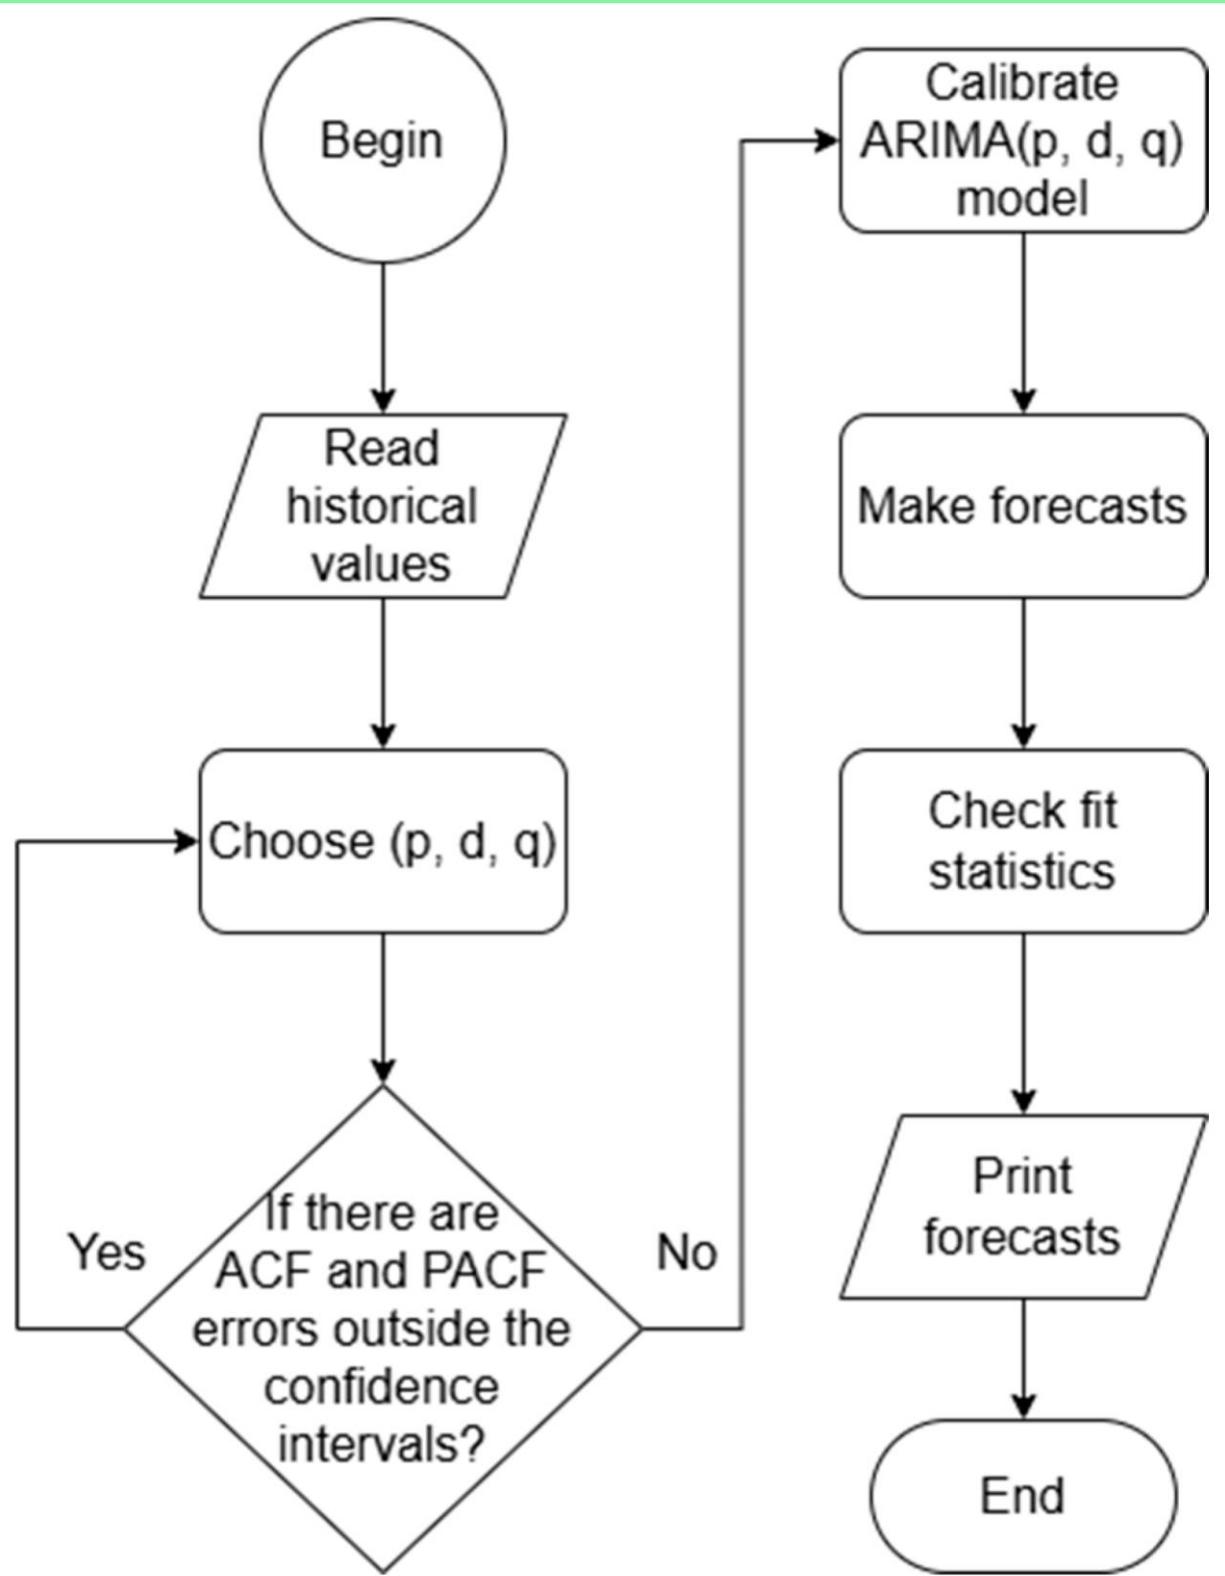 Begin
Read
historical
values
Choose (p, d, q)
If there are
ACF and PACF
errors outside the
confidence
intervals?
Yes
No
Calibrate
ARIMA(p, d, q)
model
Make forecasts
Check fit
statistics
Print
forecasts
End